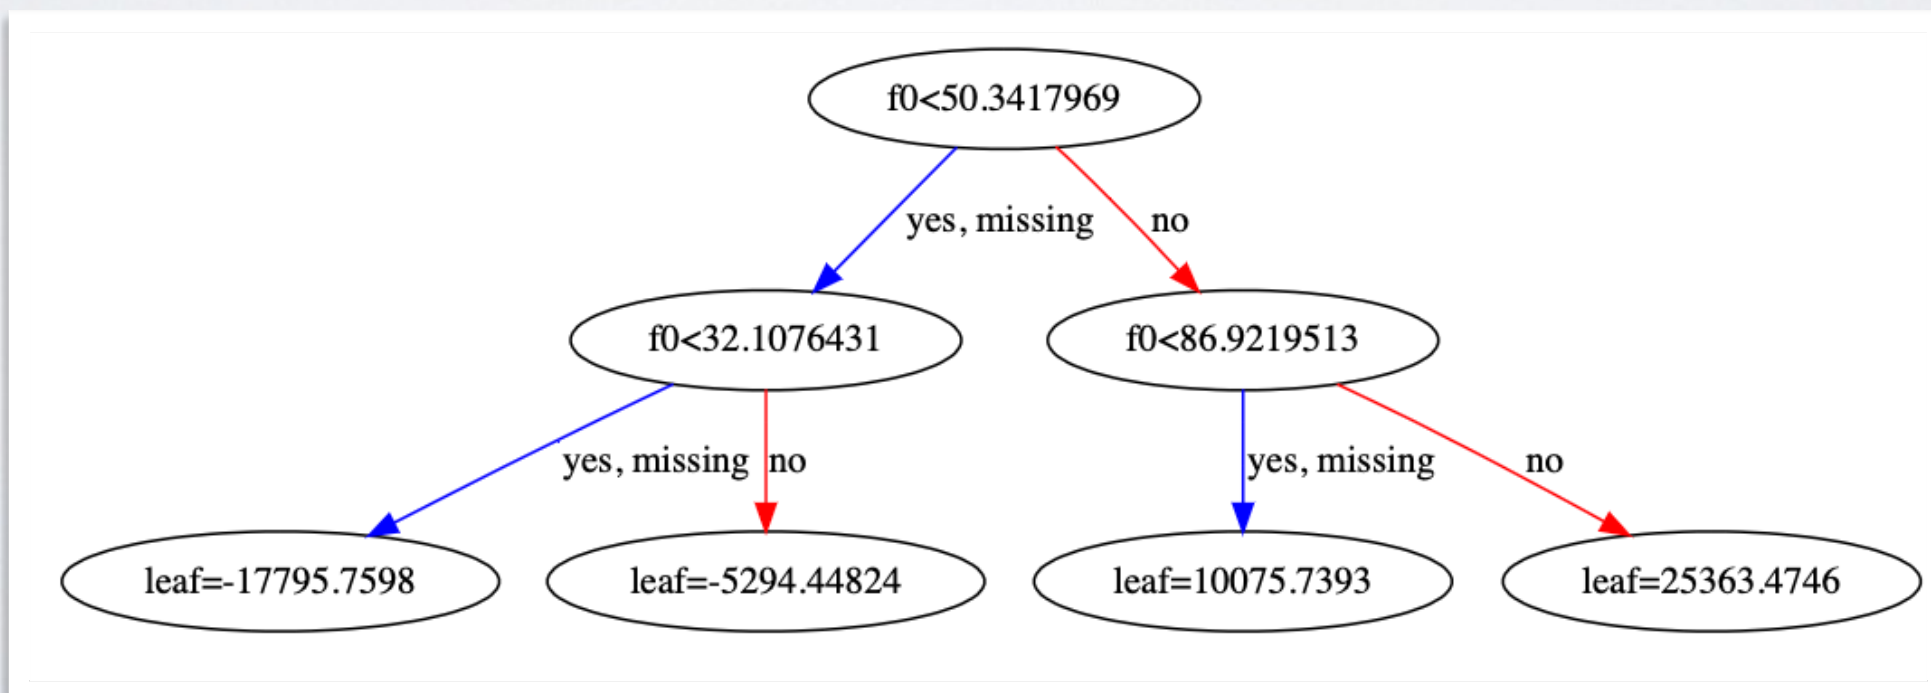 f0<50.3417969
yes, missing
no
f0<32.1076431
f0<86.9219513
yes, missing
no
yes, missing
no
leaf=-17795.7598
leaf=-5294.44824
leaf=10075.7393
leaf=25363.4746